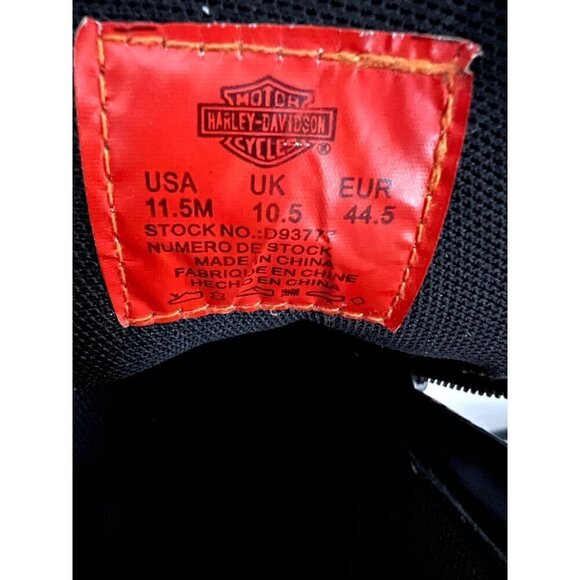 MOTOR
HARLEY-DAVIDSON
CYCLES
®
USA UK EUR
11.5M 10.5 44.5
STOCK NO.:
NUMERO DE STOCK
MADE IN CHINA
FABRIQUE EN CHINE
HECHO EN CHINA